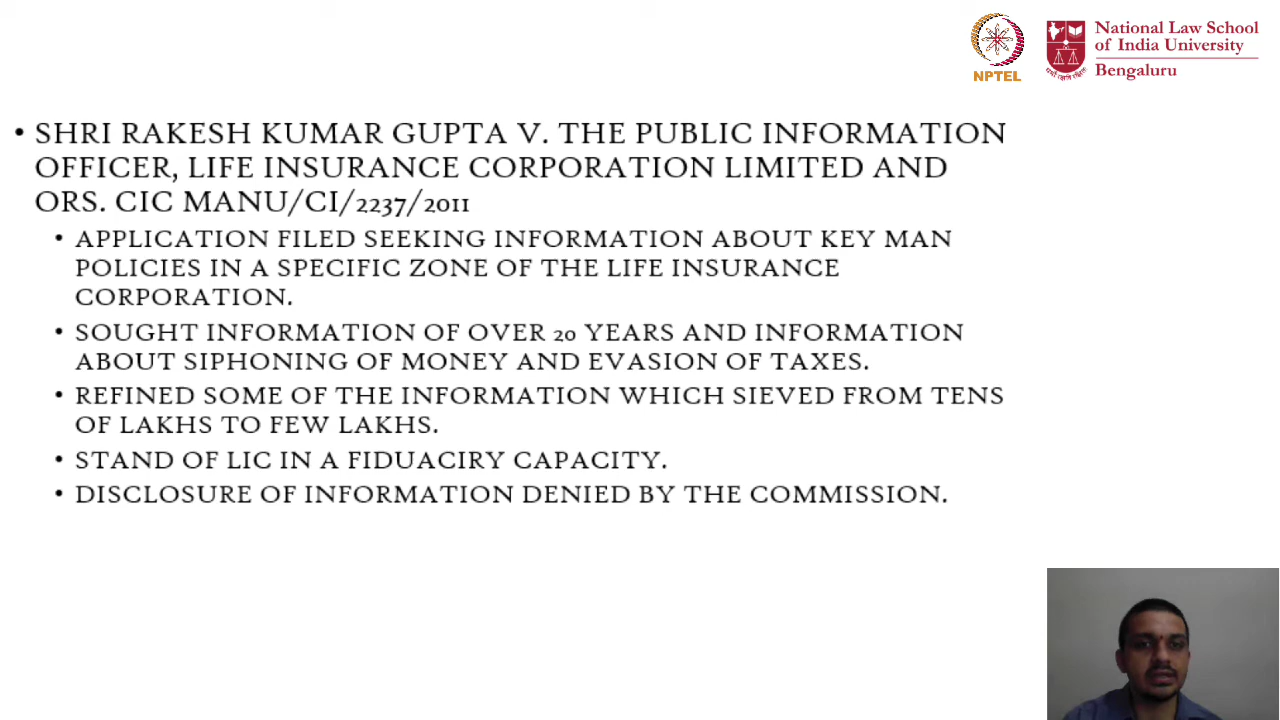 NPTEL
National Law School
of India University
Bengaluru
• SHRI RAKESH KUMAR GUPTA V. THE PUBLIC INFORMATION
OFFICER, LIFE INSURANCE CORPORATION LIMITED AND
ORS. CIC MANU/CI/2237/2011
• APPLICATION FILED SEEKING INFORMATION ABOUT KEY MAN
POLICIES IN A SPECIFIC ZONE OF THE LIFE INSURANCE
CORPORATION.
• SOUGHT INFORMATION OF OVER 20 YEARS AND INFORMATION
ABOUT SIPHONING OF MONEY AND EVASION OF TAXES.
• REFINED SOME OF THE INFORMATION WHICH SIEVED FROM TENS
OF LAKHS TO FEW LAKHS.
• STAND OF LIC IN A FIDUACIRY CAPACITY.
• DISCLOSURE OF INFORMATION DENIED BY THE COMMISSION.